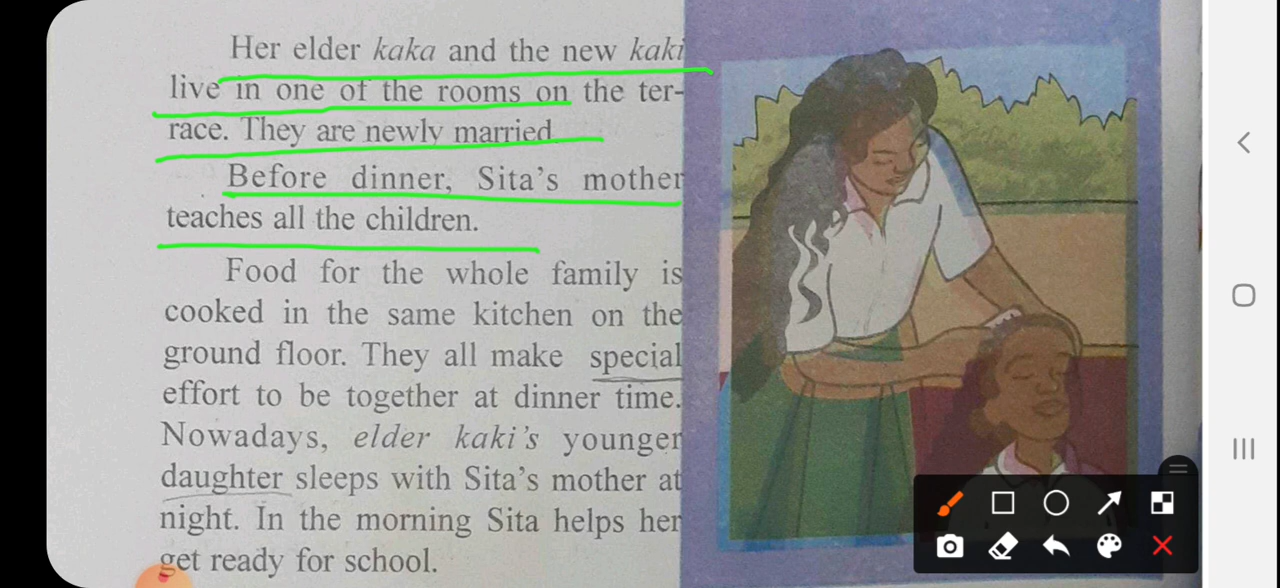 Her elder kaka and the new kaki
live in one of the rooms on the ter-
race. They are newly married
Before dinner, Sita's mother
teaches all the children.
Food for the whole family is
cooked in the same kitchen on the
ground floor. They all make special
effort to be together at dinner time.
Nowadays, elder kaki's younger
daughter sleeps with Sita's mother at
night. In the morning Sita helps her
get ready for school.